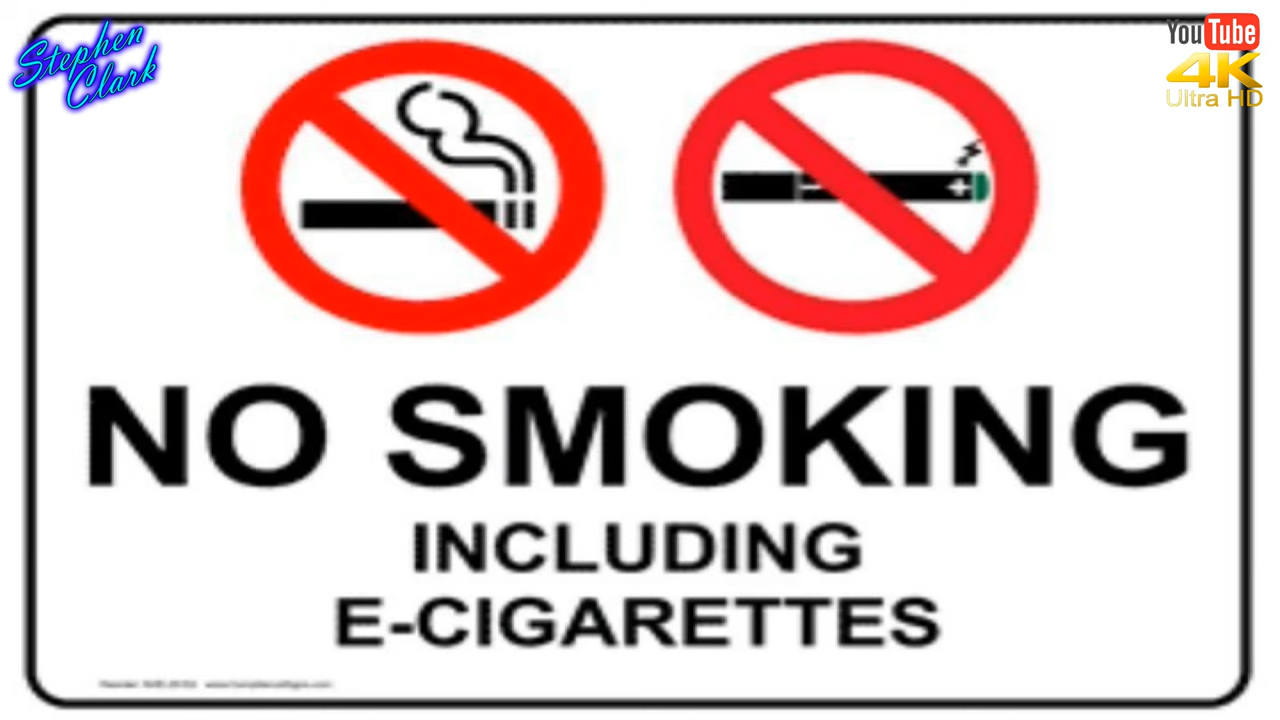 Stephen
Clark
YouTube
4K
Ultra HD
NO SMOKING
INCLUDING
E-CIGARETTES